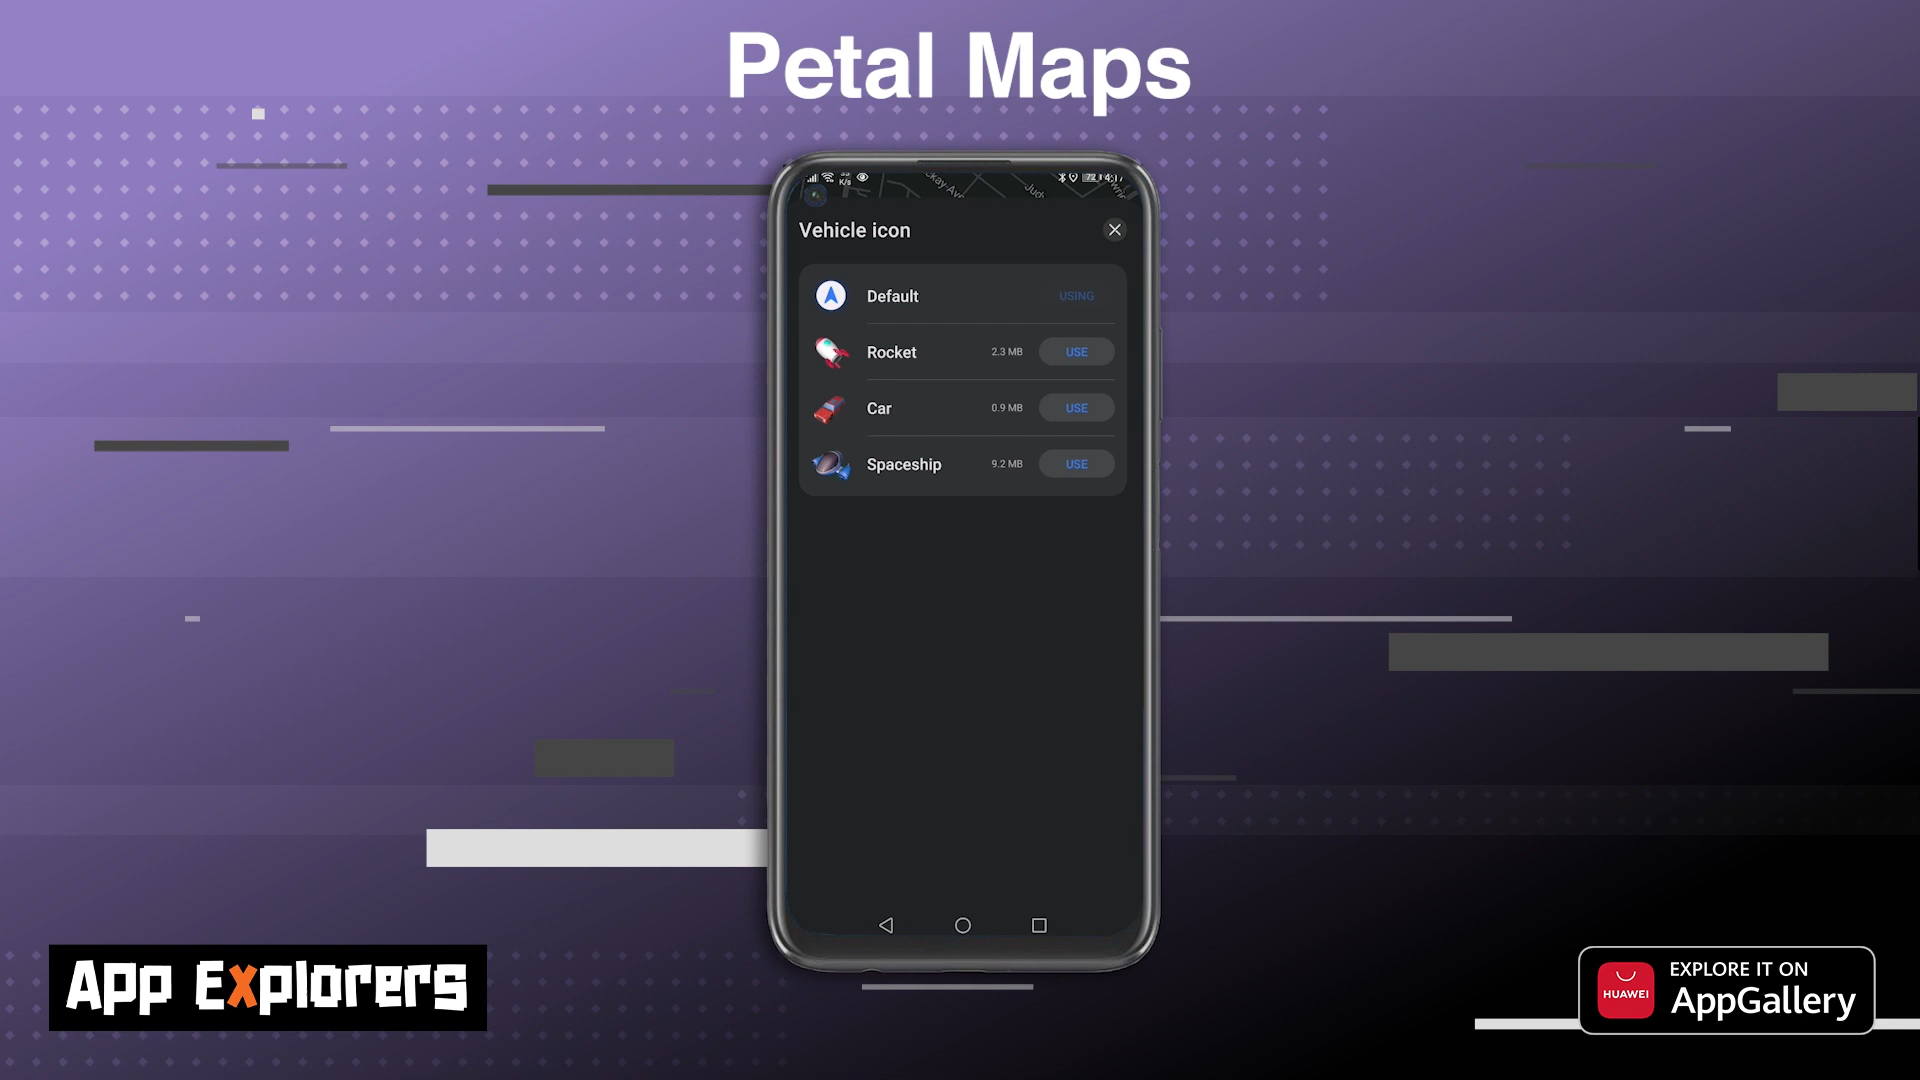 Petal Maps
K/s
72
Vehicle icon
Default USING
Rocket 2.3 MB USE
Car 0.9 MB USE
Spaceship 9.2 MB USE
App Explorers
HUAWEI
EXPLORE IT ON
AppGallery